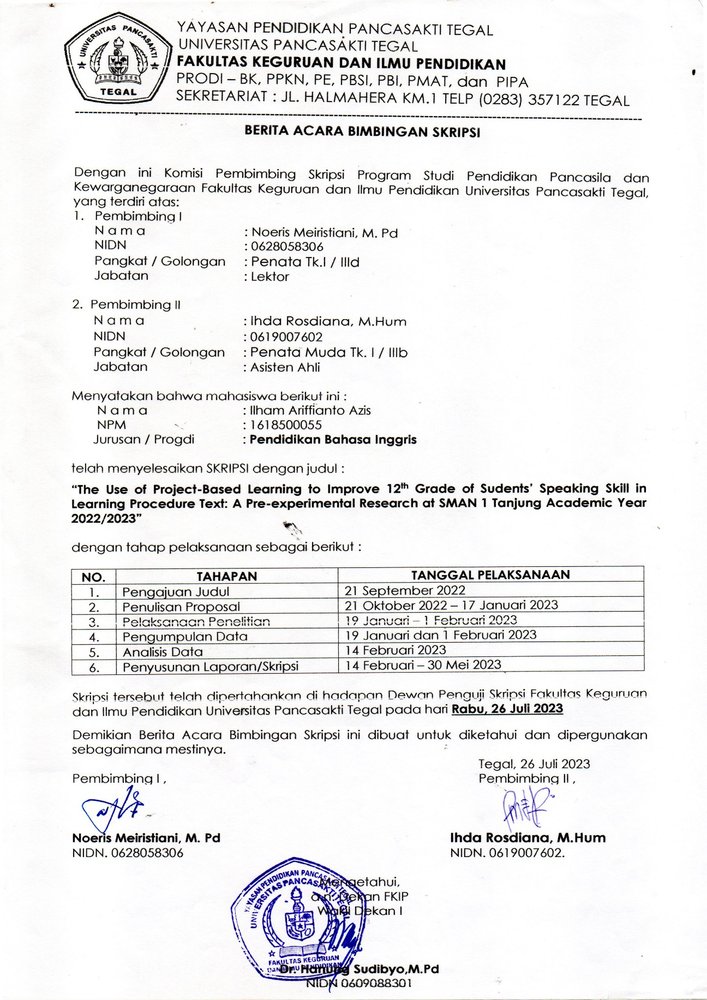 UNIVERSITAS PANCASAKTI
TEGAL
YAYASAN PENDIDIKAN PANCASAKTI TEGAL
UNIVERSITAS PANCASAKTI TEGAL
FAKULTAS KEGURUAN DAN ILMU PENDIDIKAN
PRODI – BK, PPKN, PE, PBSI, PBI, PMAT, dan PIPA
SEKRETARIAT : JL. HALMAHERA KM.1 TELP (0283) 357122 TEGAL
BERITA ACARA BIMBINGAN SKRIPSI
Dengan ini Komisi Pembimbing Skripsi Program Studi Pendidikan Pancasila dan
Kewarganegaraan Fakultas Keguruan dan Ilmu Pendidikan Universitas Pancasakti Tegal,
yang terdiri atas:
1. Pembimbing I
N a m a : Noeris Meiristiani, M. Pd
NIDN : 0628058306
Pangkat / Golongan : Penata Tk.I / IIId
Jabatan : Lektor
2. Pembimbing II
N a m a : Ihda Rosdiana, M.Hum
NIDN : 0619007602
Pangkat / Golongan : Penata Muda Tk. I / IIIb
Jabatan : Asisten Ahli
Menyatakan bahwa mahasiswa berikut ini :
N a m a : Ilham Ariffianto Azis
NPM : 1618500055
Jurusan / Progdi : Pendidikan Bahasa Inggris
telah menyelesaikan SKRIPSI dengan judul :
“The Use of Project-Based Learning to Improve 12th Grade of Sudents’ Speaking Skill in
Learning Procedure Text: A Pre-experimental Research at SMAN 1 Tanjung Academic Year
2022/2023”
dengan tahap pelaksanaan sebagai berikut :
NO. TAHAPAN TANGGAL PELAKSANAAN
1. Pengajuan Judul 21 September 2022
2. Penulisan Proposal 21 Oktober 2022 – 17 Januari 2023
3. Pelaksanaan Penelitian 19 Januari – 1 Februari 2023
4. Pengumpulan Data 19 Januari dan 1 Februari 2023
5. Analisis Data 14 Februari 2023
6. Penyusunan Laporan/Skripsi 14 Februari – 30 Mei 2023
Skripsi tersebut telah dipertahankan di hadapan Dewan Penguji Skripsi Fakultas Keguruan
dan Ilmu Pendidikan Universitas Pancasakti Tegal pada hari Rabu, 26 Juli 2023
Demikian Berita Acara Bimbingan Skripsi ini dibuat untuk diketahui dan dipergunakan
sebagaimana mestinya.
Tegal, 26 Juli 2023
Pembimbing I , Pembimbing II ,
Noeris Meiristiani, M. Pd Ihda Rosdiana, M.Hum
NIDN. 0628058306 NIDN. 0619007602.
Mengetahui,
a.n. Dekan FKIP
Wakil Dekan I
YAYASAN PENDIDIKAN PANCASAKTI TEGAL
UNIVERSITAS PANCASAKTI TEGAL
FAKULTAS KEGURUAN
DAN ILMU PENDIDIKAN
Dr. Hanung Sudibyo,M.Pd
NIDN 0609088301